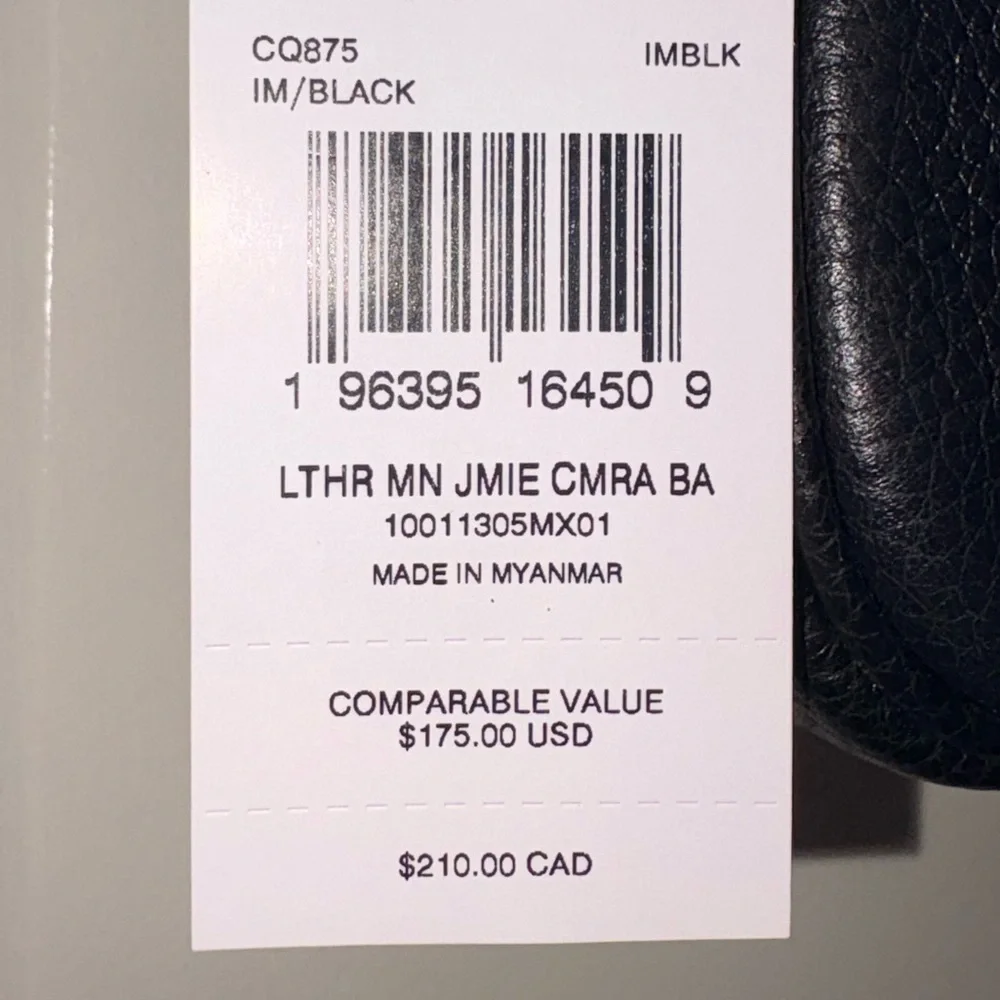 CQ875 IMBLK
IM/BLACK
1 96395 16450 9
LTHR MN JMIE CMRA BA
10011305MX01
MADE IN MYANMAR
COMPARABLE VALUE
$175.00 USD
$210.00 CAD